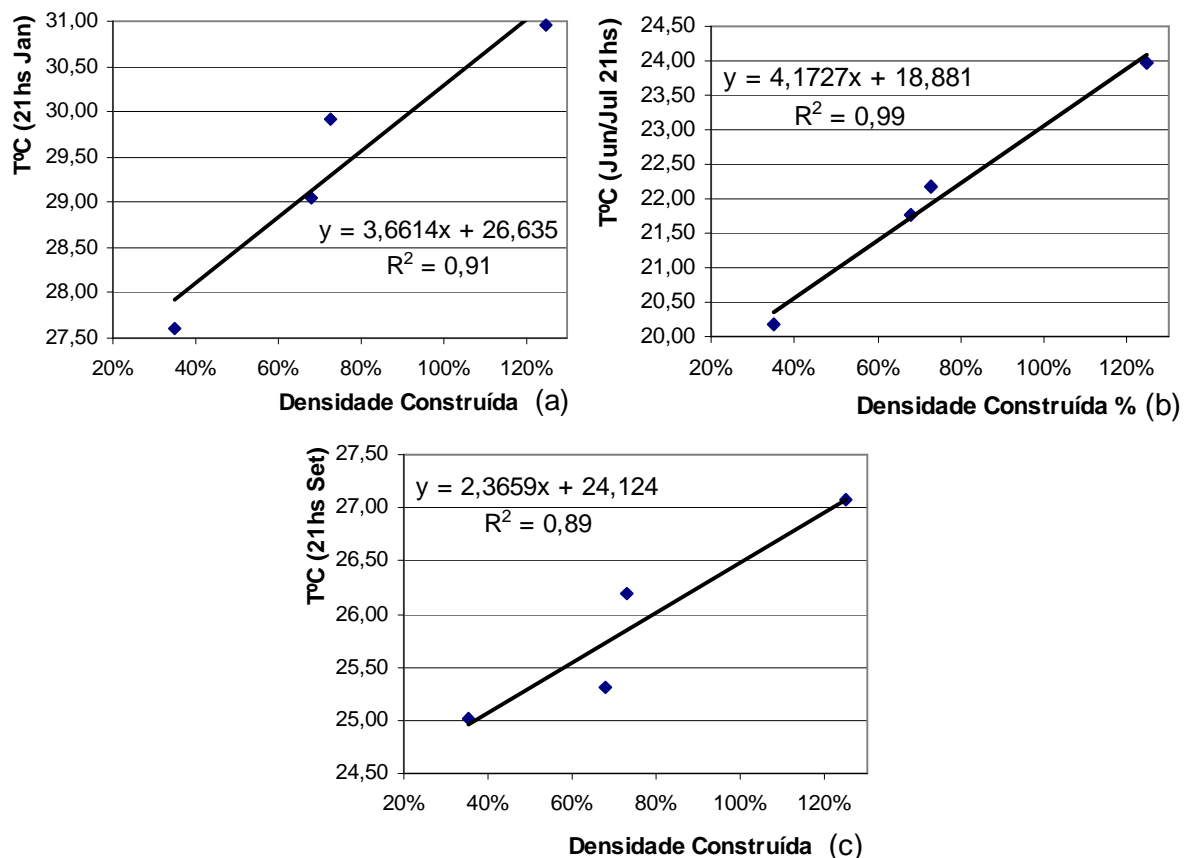 T°C (21hs Jan)
31,00
30,50
30,00
29,50
29,00
28,50
28,00
27,50
y = 3,6614x + 26,635
R² = 0,91
20% 40% 60% 80% 100% 120%
Densidade Construída (a)
TºC (Jun/Jul 21hs)
24,50
24,00
23,50
23,00
22,50
22,00
21,50
21,00
20,50
20,00
y = 4,1727x + 18,881
R² = 0,99
20% 40% 60% 80% 100% 120%
Densidade Construída % (b)
TºC (21hs Set)
27,50
27,00
26,50
26,00
25,50
25,00
24,50
y = 2,3659x + 24,124
R² = 0,89
20% 40% 60% 80% 100% 120%
Densidade Construída (c)